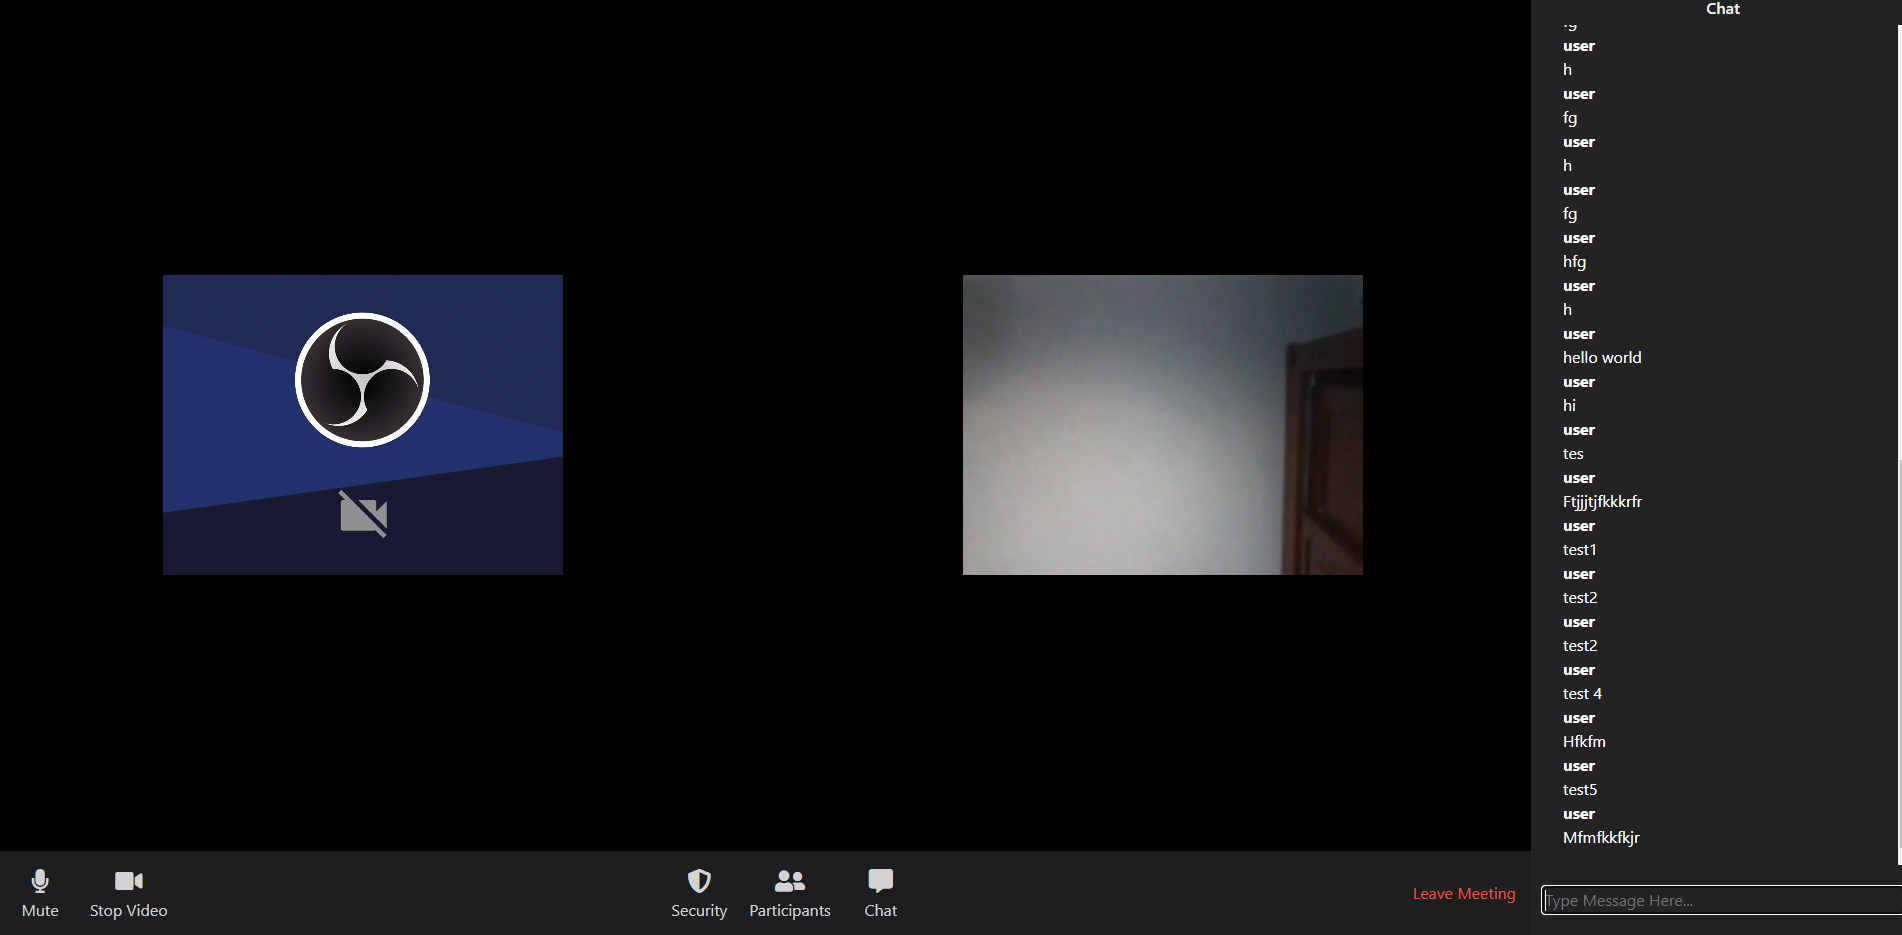 Chat
fg
user
h
user
fg
user
h
user
fg
user
hfg
user
h
user
hello world
user
hi
user
tes
user
Ftjjjtjfkkkrfr
user
test1
user
test2
user
test2
user
test 4
user
Hfkfm
user
test5
user
Mfmfkkfkjr
Type Message Here...
Mute
Stop Video
Security
Participants
Chat
Leave Meeting